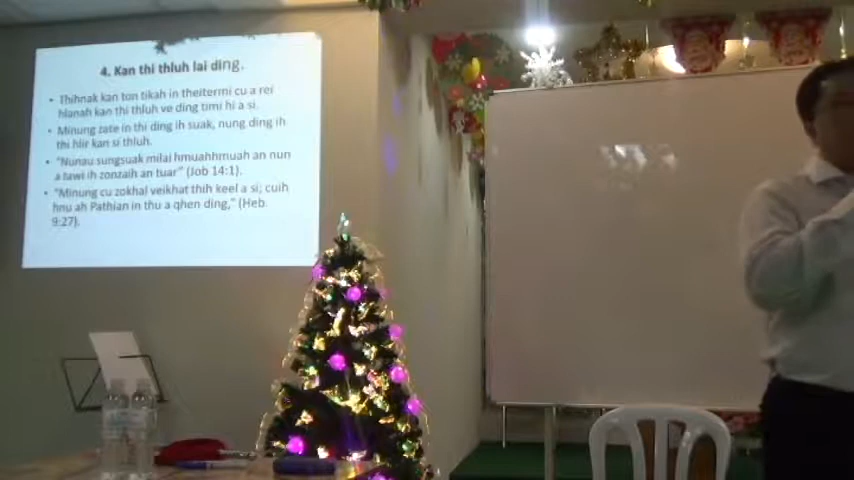 4. Kan thi thluh lai ding.
• Thihnak kan ton tikah in theitermi cu a rei
hlanah kan thi thluh ve ding timi hi a si.
• Minung zate in thi ding ih suak, nung ding ih
thi hlir kan si thluh.
• "Nunau sungsuak milai hmuahhmuah an nun
a tawi ih zonzaih an tuar" (Job 14:1).
• "Minung cu zokhal veikhat thih keel a si; cuih
hnu ah Pathian in thu a qhen ding," (Heb.
9:27).